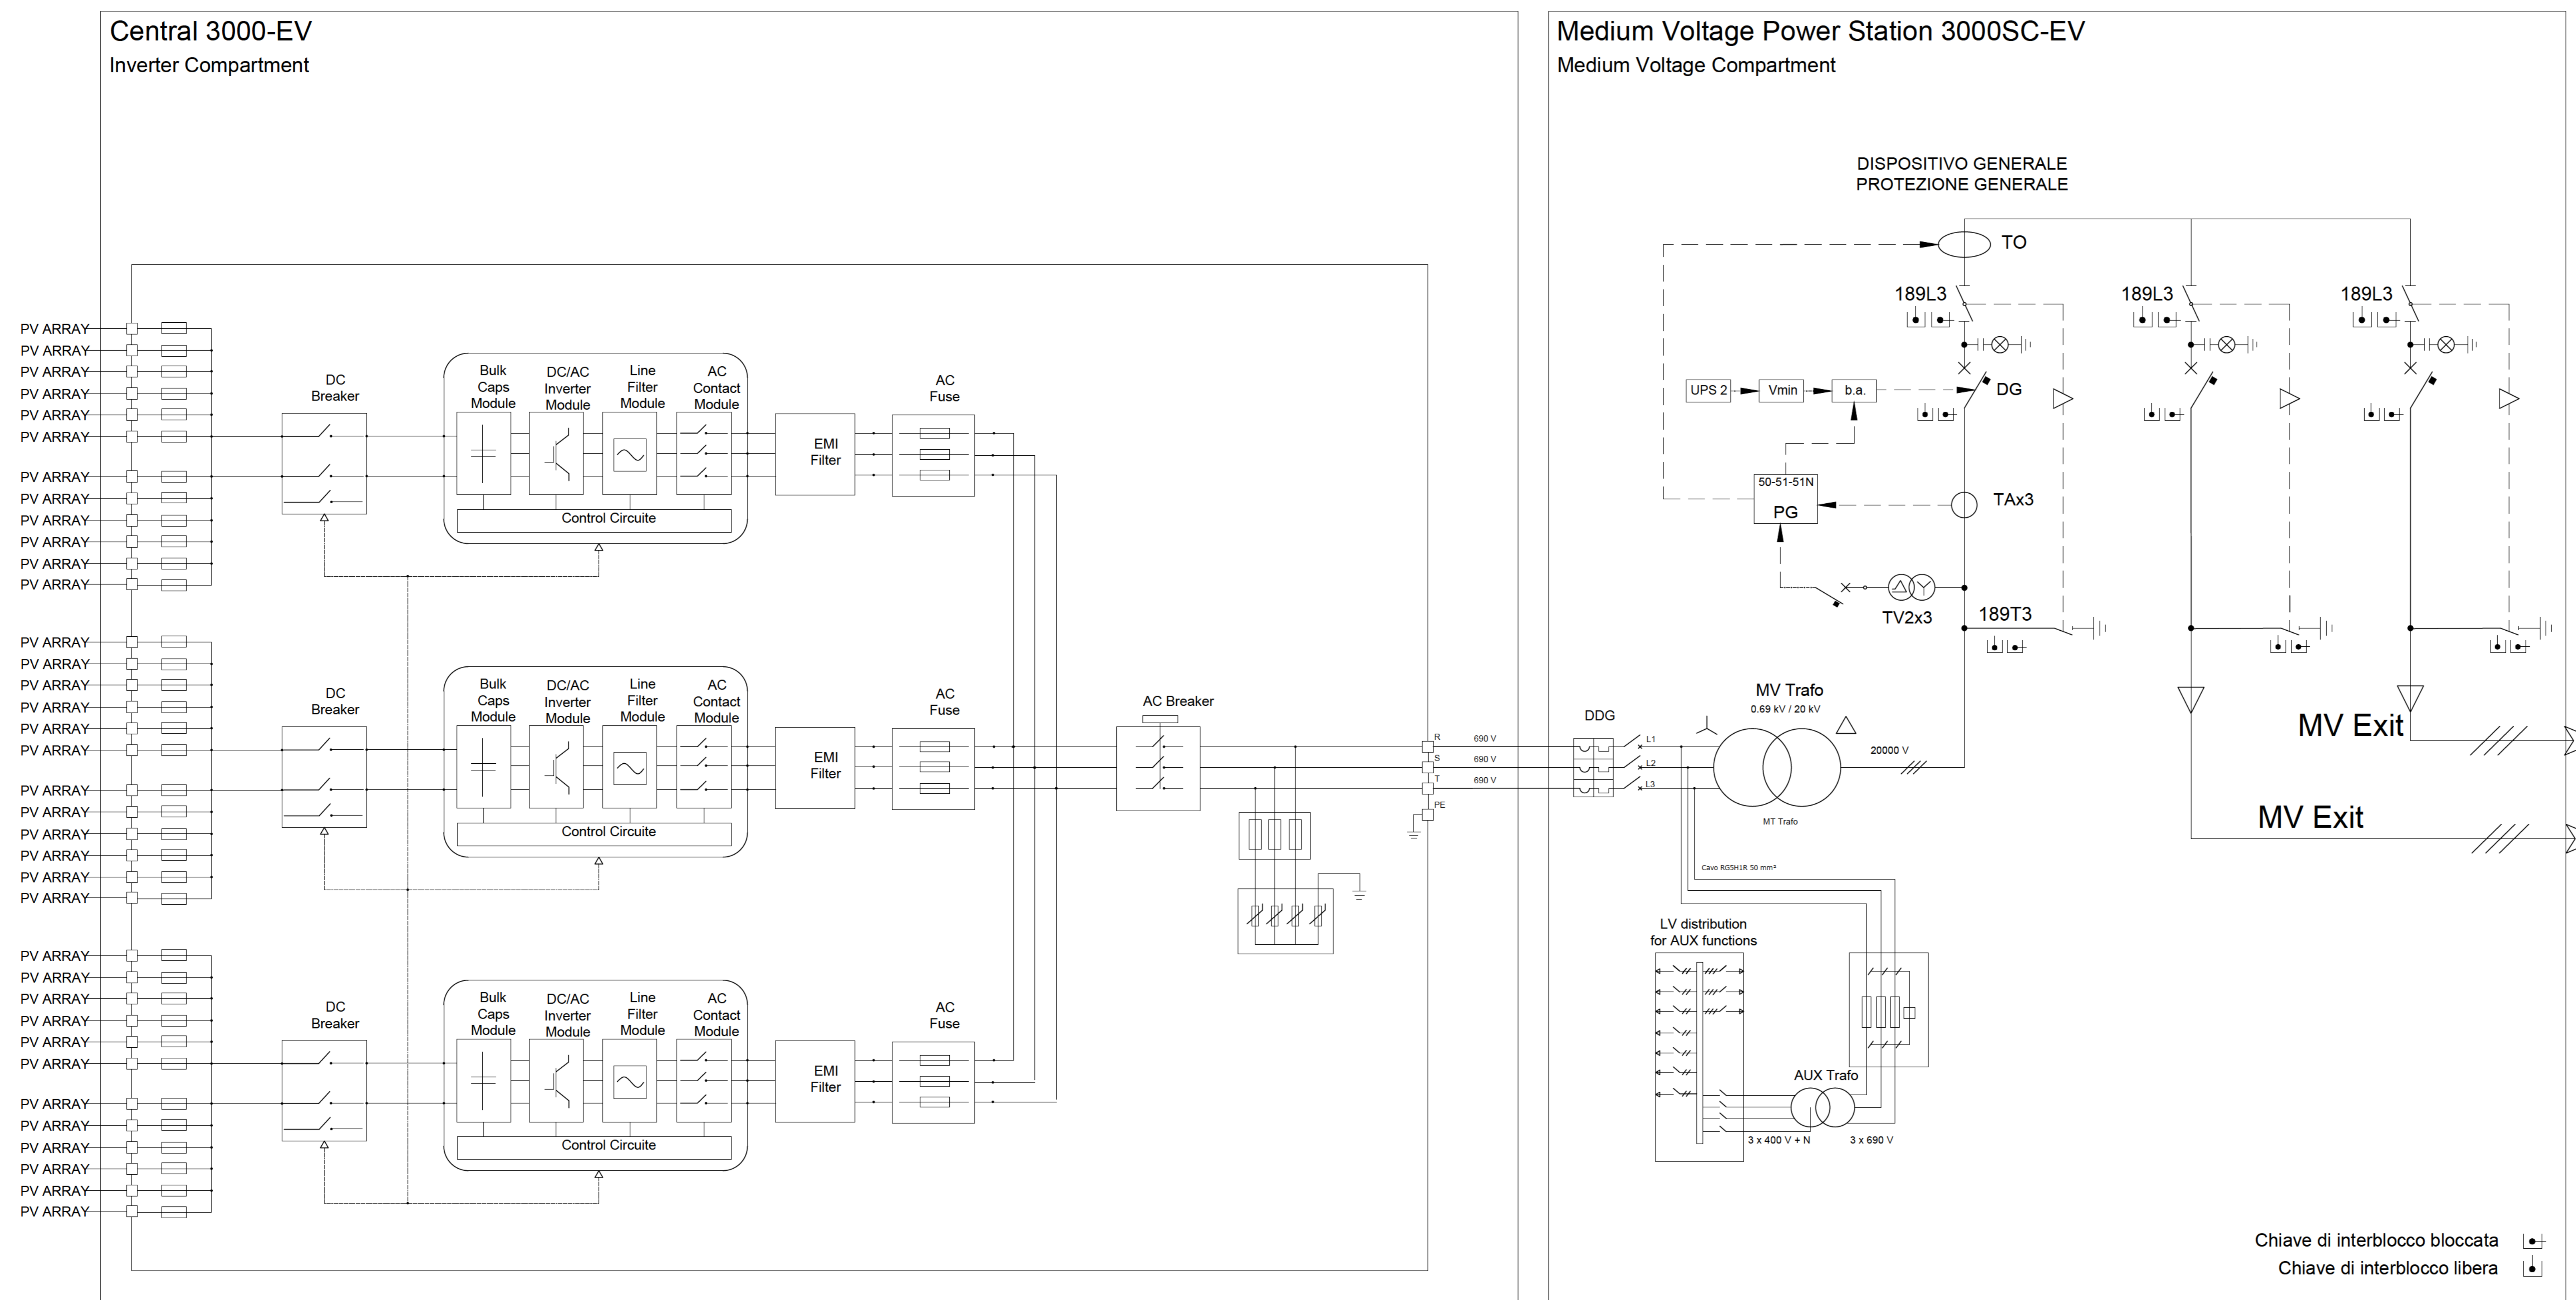 Central 3000-EV
Inverter Compartment
PV ARRAY
PV ARRAY
PV ARRAY
PV ARRAY
PV ARRAY
PV ARRAY
PV ARRAY
PV ARRAY
PV ARRAY
PV ARRAY
PV ARRAY
PV ARRAY
DC
Breaker
Bulk
Caps
Module
DC/AC
Inverter
Module
Line
Filter
Module
AC
Contact
Module
Control Circuite
EMI
Filter
AC
Fuse
PV ARRAY
PV ARRAY
PV ARRAY
PV ARRAY
PV ARRAY
PV ARRAY
PV ARRAY
PV ARRAY
PV ARRAY
PV ARRAY
PV ARRAY
PV ARRAY
DC
Breaker
Bulk
Caps
Module
DC/AC
Inverter
Module
Line
Filter
Module
AC
Contact
Module
Control Circuite
EMI
Filter
AC
Fuse
AC Breaker
PV ARRAY
PV ARRAY
PV ARRAY
PV ARRAY
PV ARRAY
PV ARRAY
PV ARRAY
PV ARRAY
PV ARRAY
PV ARRAY
PV ARRAY
PV ARRAY
DC
Breaker
Bulk
Caps
Module
DC/AC
Inverter
Module
Line
Filter
Module
AC
Contact
Module
Control Circuite
EMI
Filter
AC
Fuse
R
S
T
PE
690 V
690 V
690 V
Medium Voltage Power Station 3000SC-EV
Medium Voltage Compartment
DISPOSITIVO GENERALE
PROTEZIONE GENERALE
TO
189L3
189L3
189L3
UPS 2
Vmin
b.a.
DG
50-51-51N
PG
TAx3
TV2x3
189T3
DDG
L1
L2
L3
MV Trafo
0.69 kV / 20 kV
20000 V
MT Trafo
MV Exit
MV Exit
Cavo RG5H1R 50 mm²
LV distribution
for AUX functions
AUX Trafo
3 x 400 V + N
3 x 690 V
Chiave di interblocco bloccata
Chiave di interblocco libera